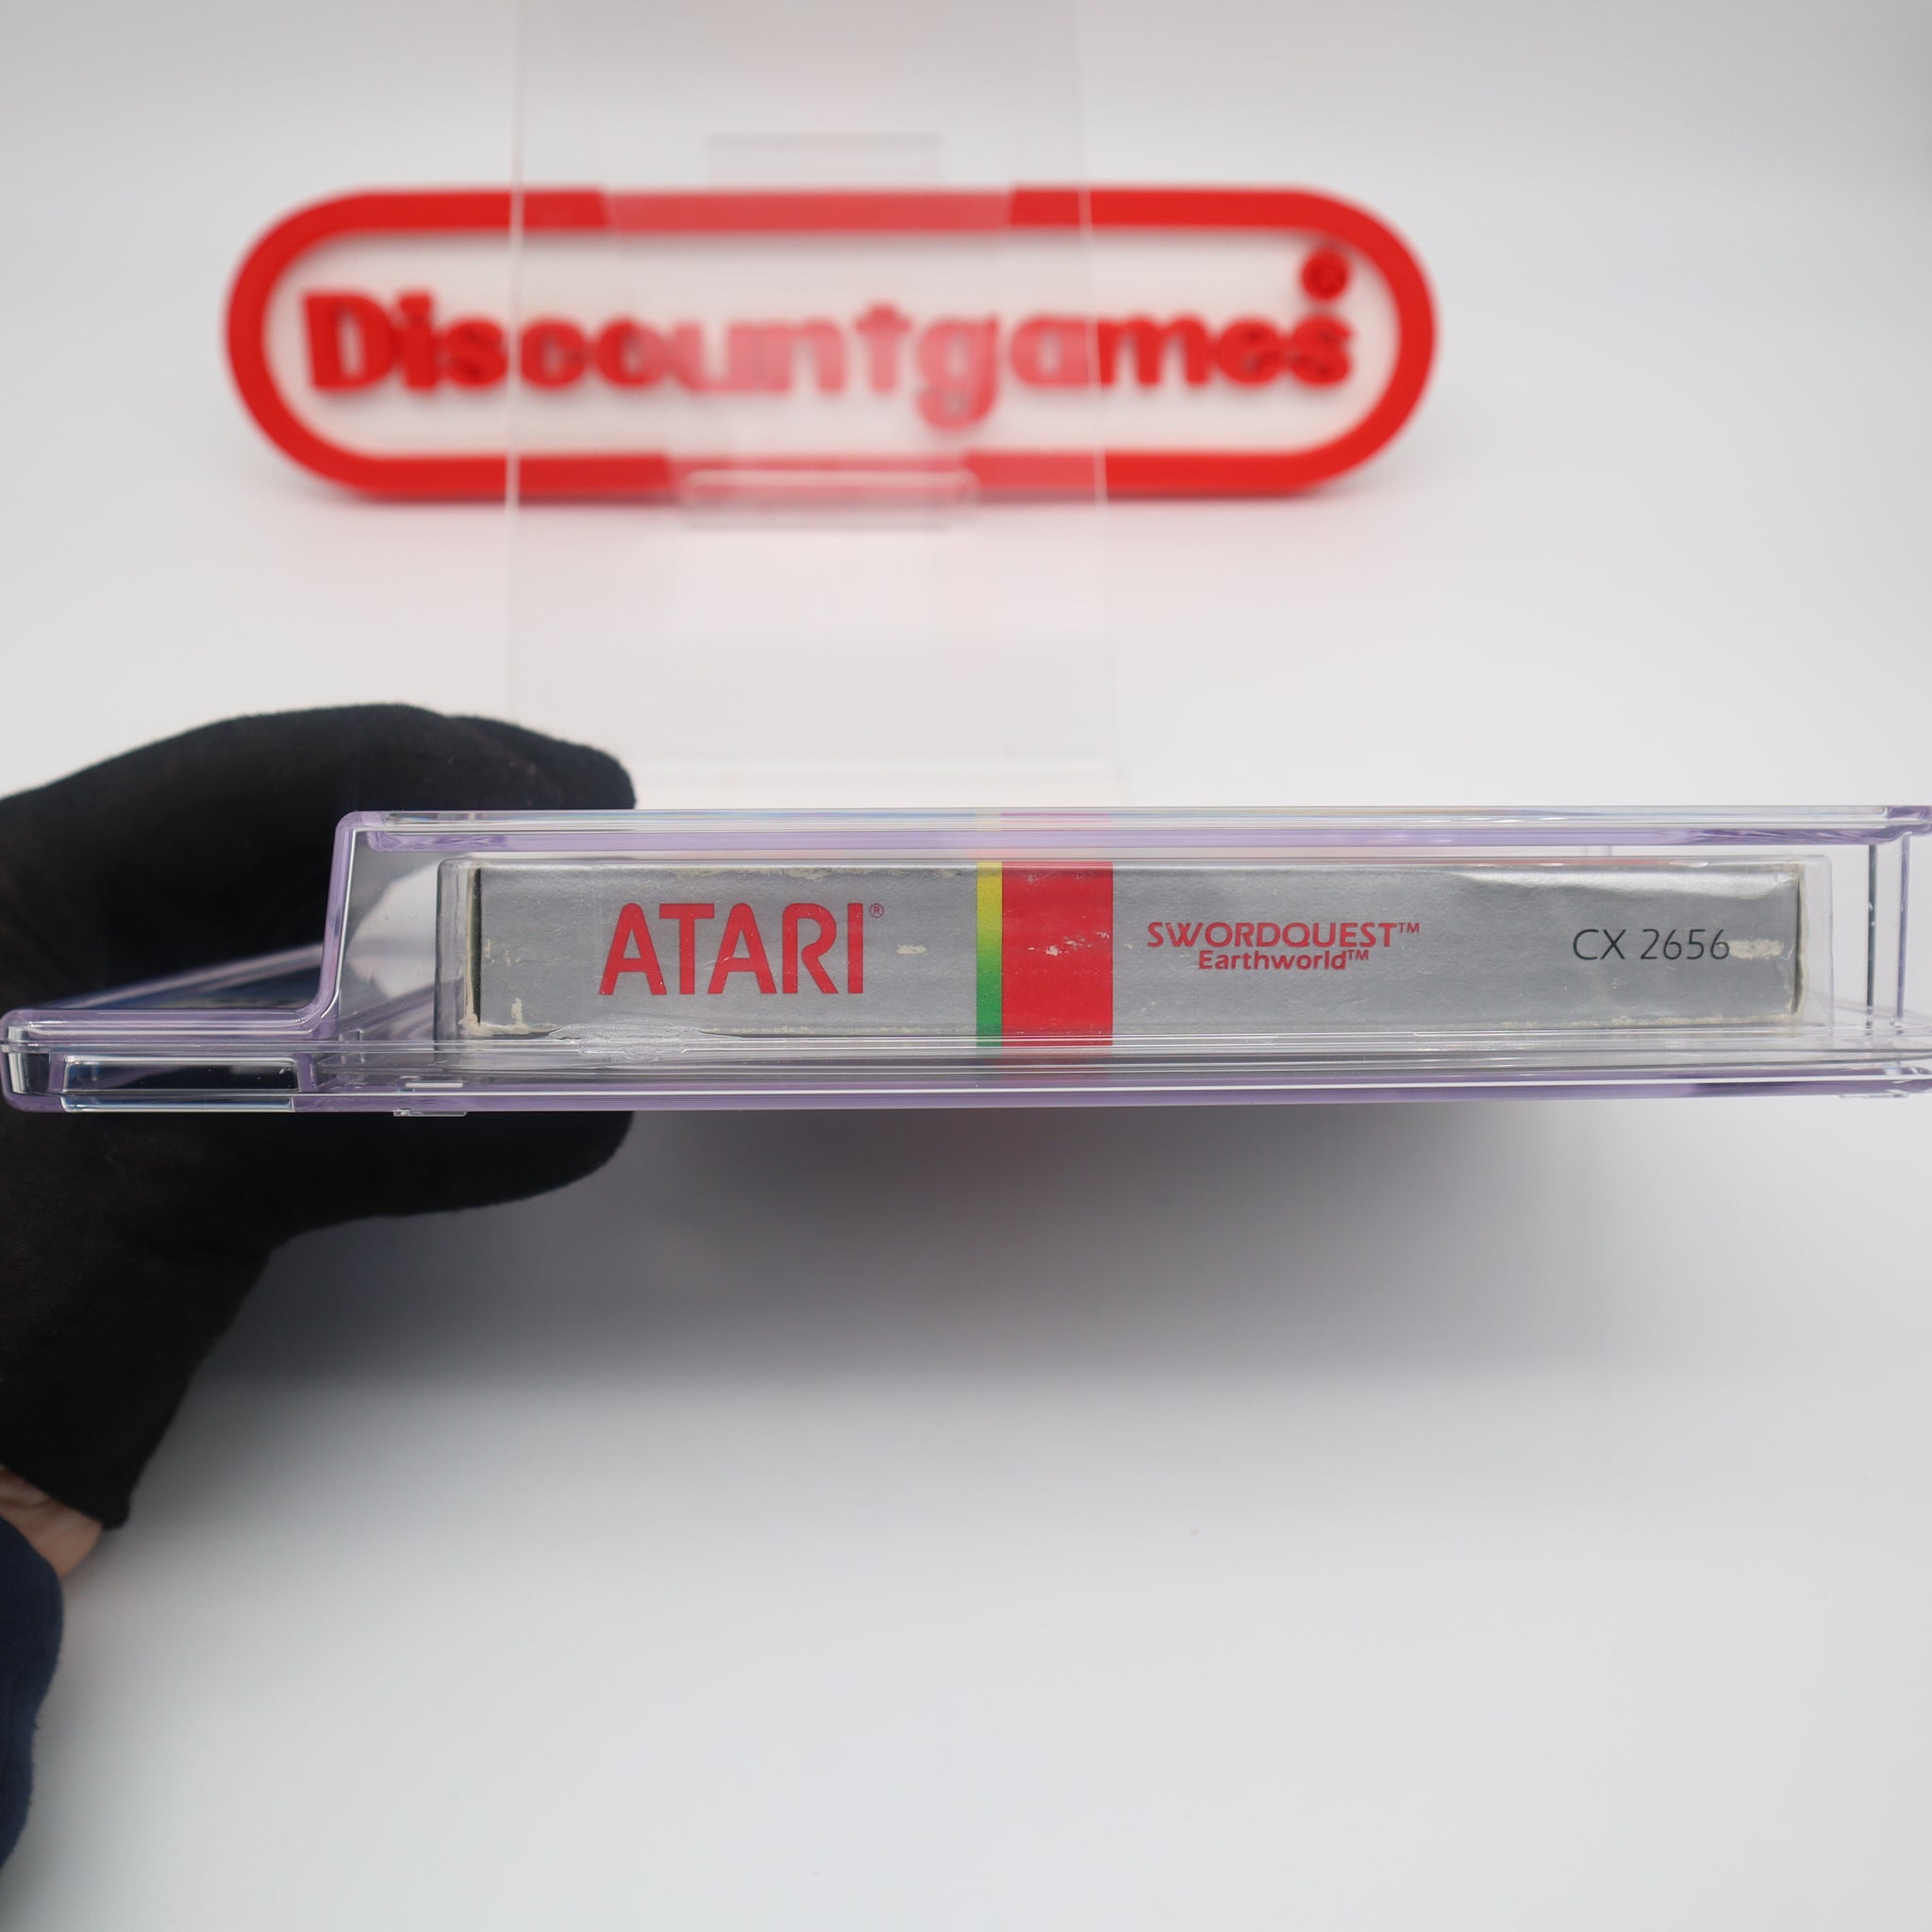 Discountgames
ATARI®
SWORDQUEST™
Earthworld™
CX 2656